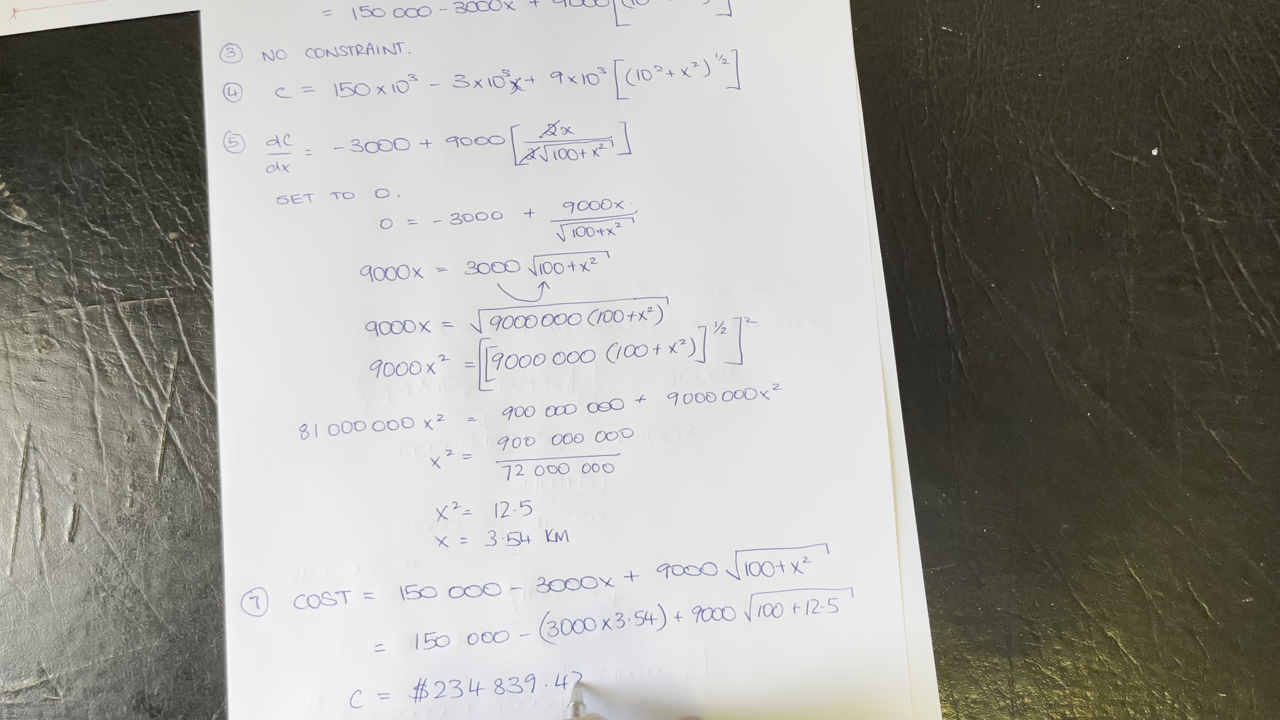 = 150 000 - 3000x + 9000 [(10
③ NO CONSTRAINT.
④ C = 150×10³ - 3×10³x + 9×10³ [(10² + x²)^½]
⑤ dC/dx = -3000 + 9000 [2x / 2√(100+x²)]
SET TO 0.
0 = -3000 + 9000x / √(100+x²)
9000x = 3000 √(100+x²)
9000x = √(9000000 (100+x²))
9000x² = [[9000 000 (100 + x²)]^½]²
81 000 000 x² = 900 000 000 + 9000 000x²
x² = 900 000 000 / 72 000 000
x² = 12.5
x = 3.54 KM
⑦ COST = 150 000 - 3000x + 9000 √(100+x²)
= 150 000 - (3000×3.54) + 9000 √(100+12.5)
C = $234 839.42